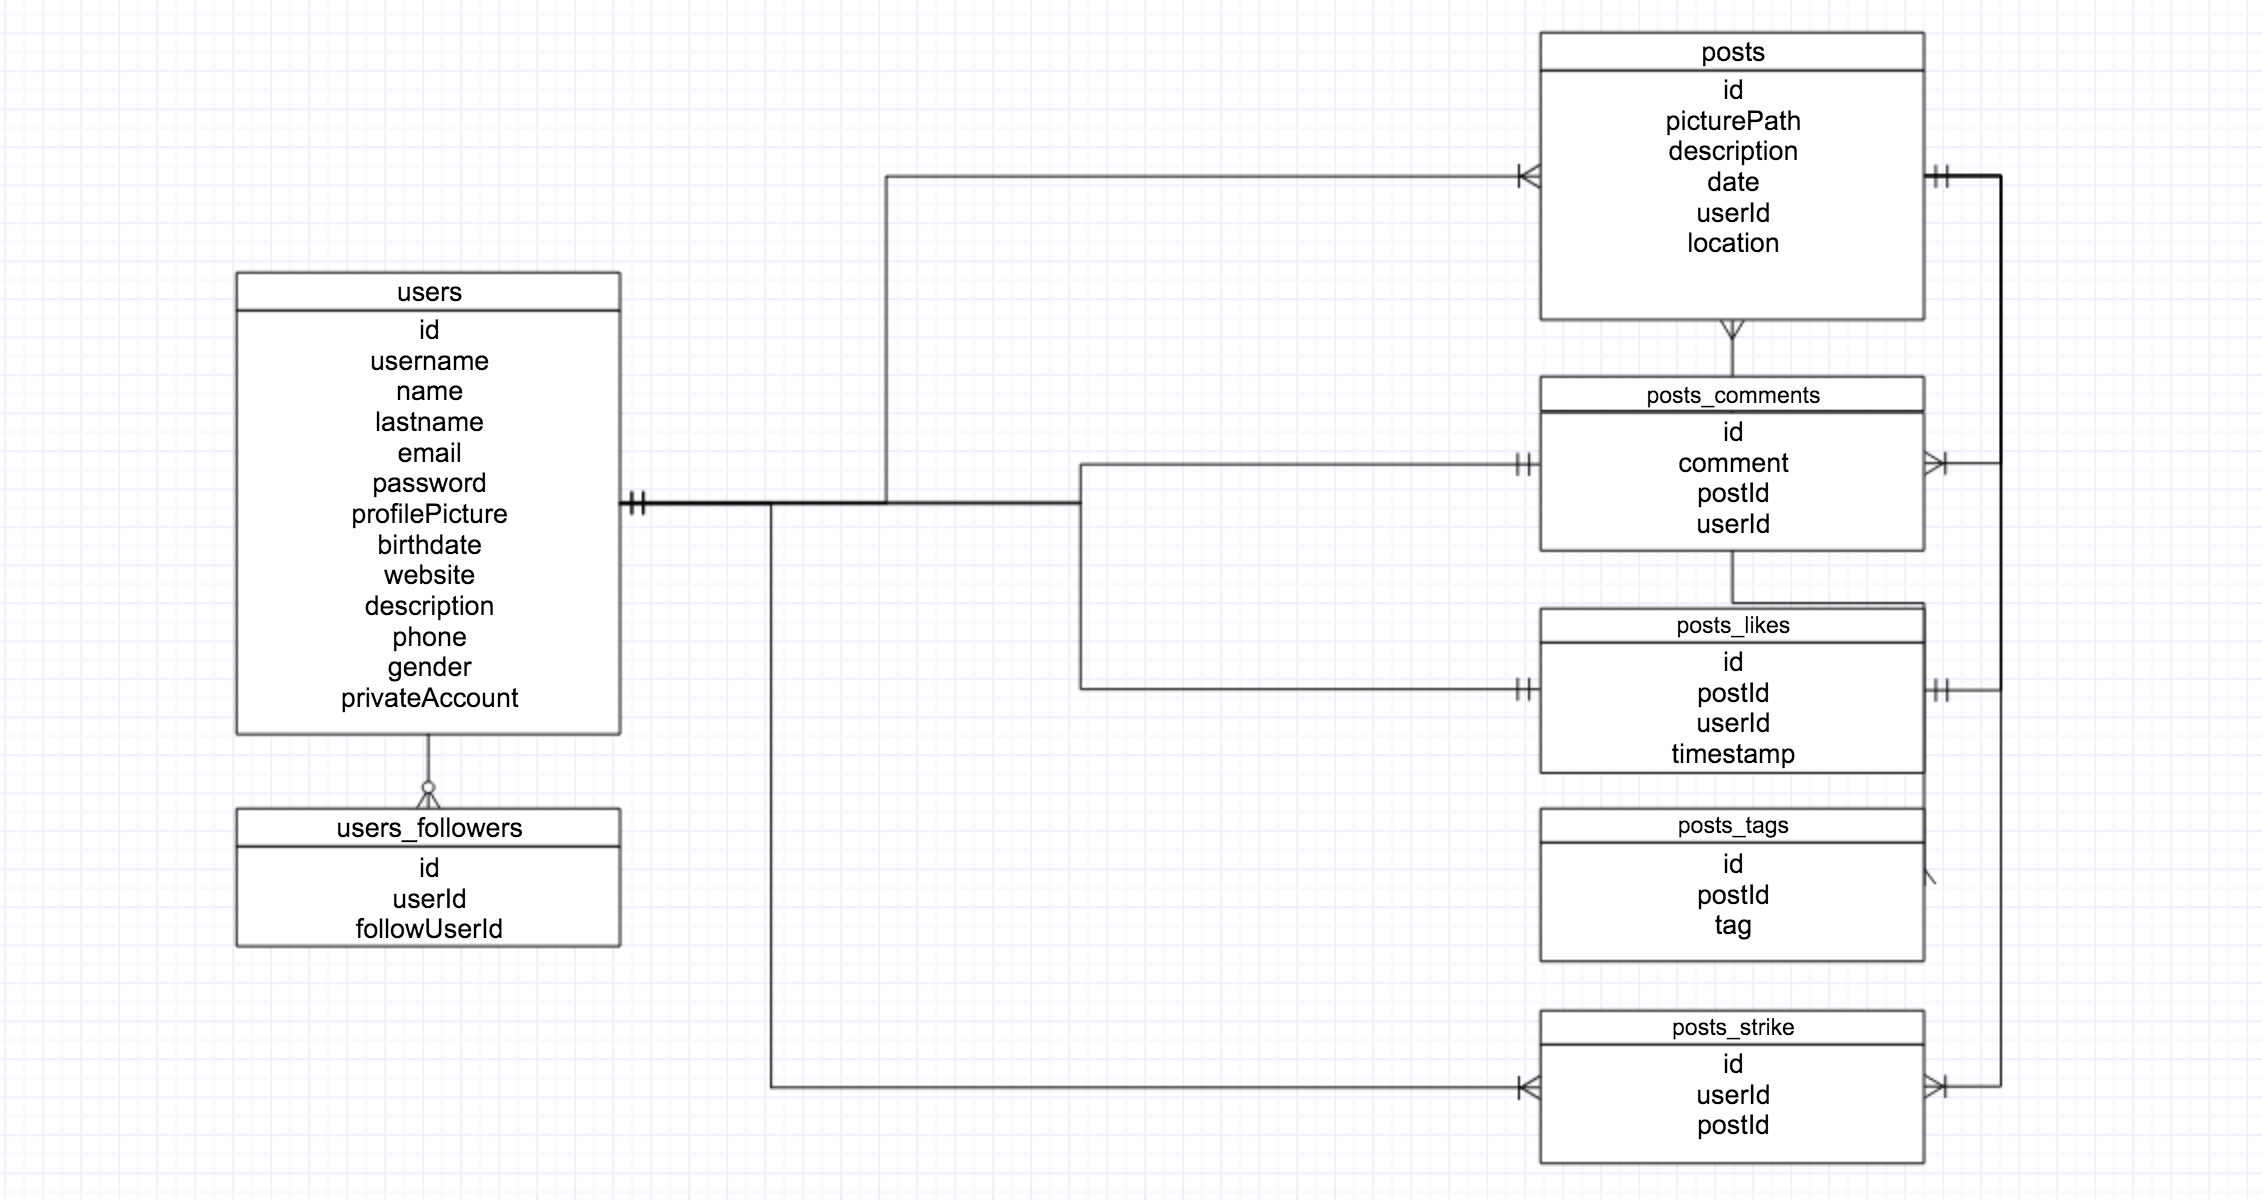 users
id
username
name
lastname
email
password
profilePicture
birthdate
website
description
phone
gender
privateAccount
users_followers
id
userId
followUserId
posts
id
picturePath
description
date
userId
location
posts_comments
id
comment
postId
userId
posts_likes
id
postId
userId
timestamp
posts_tags
id
postId
tag
posts_strike
id
userId
postId